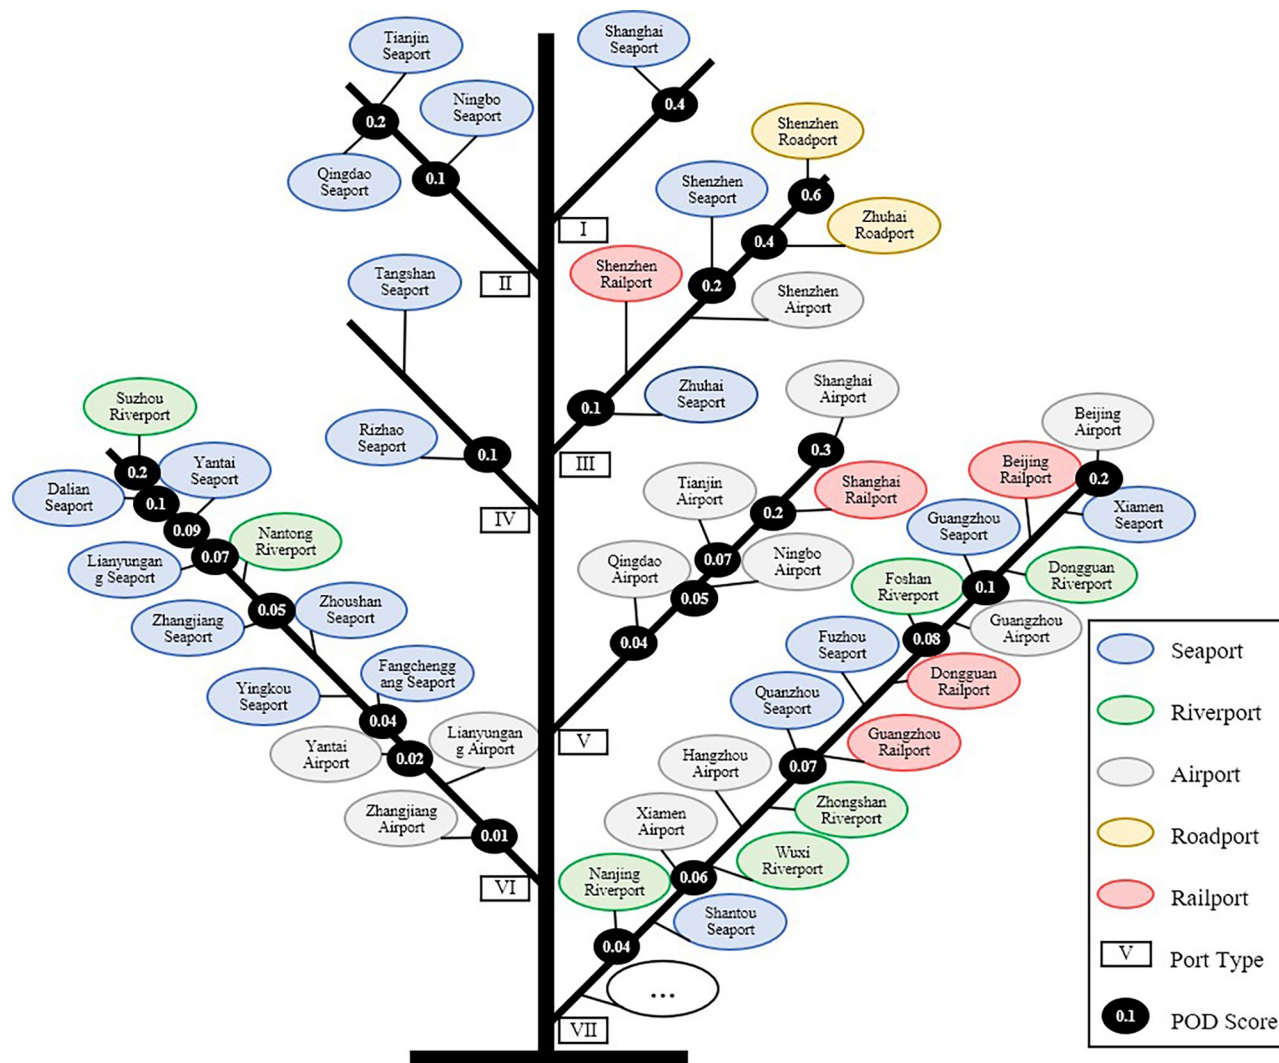 Tianjin
Seaport
0.2
Ningbo
Seaport
Qingdao
Seaport
0.1
II
Shanghai
Seaport
0.4
I
Shenzhen
Roadport
0.6
Shenzhen
Seaport
Zhuhai
Roadport
0.4
Shenzhen
Railport
0.2
Shenzhen
Airport
0.1
Zhuhai
Seaport
III
Tangshan
Seaport
Rizhao
Seaport
0.1
IV
Shanghai
Airport
0.3
Tianjin
Airport
Shanghai
Railport
0.2
Qingdao
Airport
0.07
Ningbo
Airport
0.05
0.04
V
Suzhou
Riverport
0.2
Yantai
Seaport
Dalian
Seaport
0.1
0.09
Nantong
Riverport
Lianyungan
g Seaport
0.07
Zhangjiang
Seaport
0.05
Zhoushan
Seaport
Fangchengg
ang Seaport
Yingkou
Seaport
0.04
Yantai
Airport
0.02
Lianyungan
g Airport
Zhangjiang
Airport
0.01
VI
Beijing
Airport
Beijing
Railport
0.2
Xiamen
Seaport
Guangzhou
Seaport
Foshan
Riverport
0.1
Dongguan
Riverport
0.08
Guangzhou
Airport
Fuzhou
Seaport
Dongguan
Railport
Quanzhou
Seaport
Guangzhou
Railport
Hangzhou
Airport
0.07
Zhongshan
Riverport
Xiamen
Airport
Wuxi
Riverport
Nanjing
Riverport
0.06
Shantou
Seaport
0.04
...
VII
Seaport
Riverport
Airport
Roadport
Railport
V
Port Type
0.1
POD Score